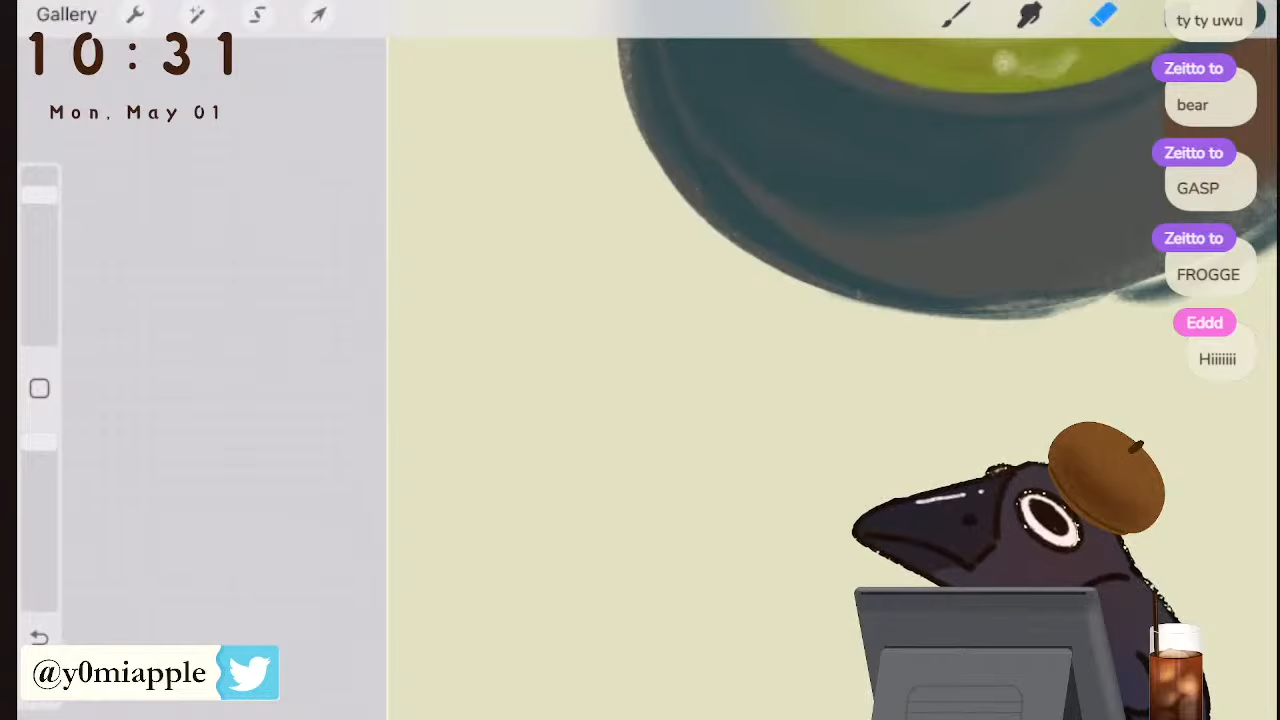 Gallery
10:31
Mon, May 01
ty ty uwu
Zeitto to
bear
Zeitto to
GASP
Zeitto to
FROGGE
Eddd
Hiiiiiii
@y0miapple